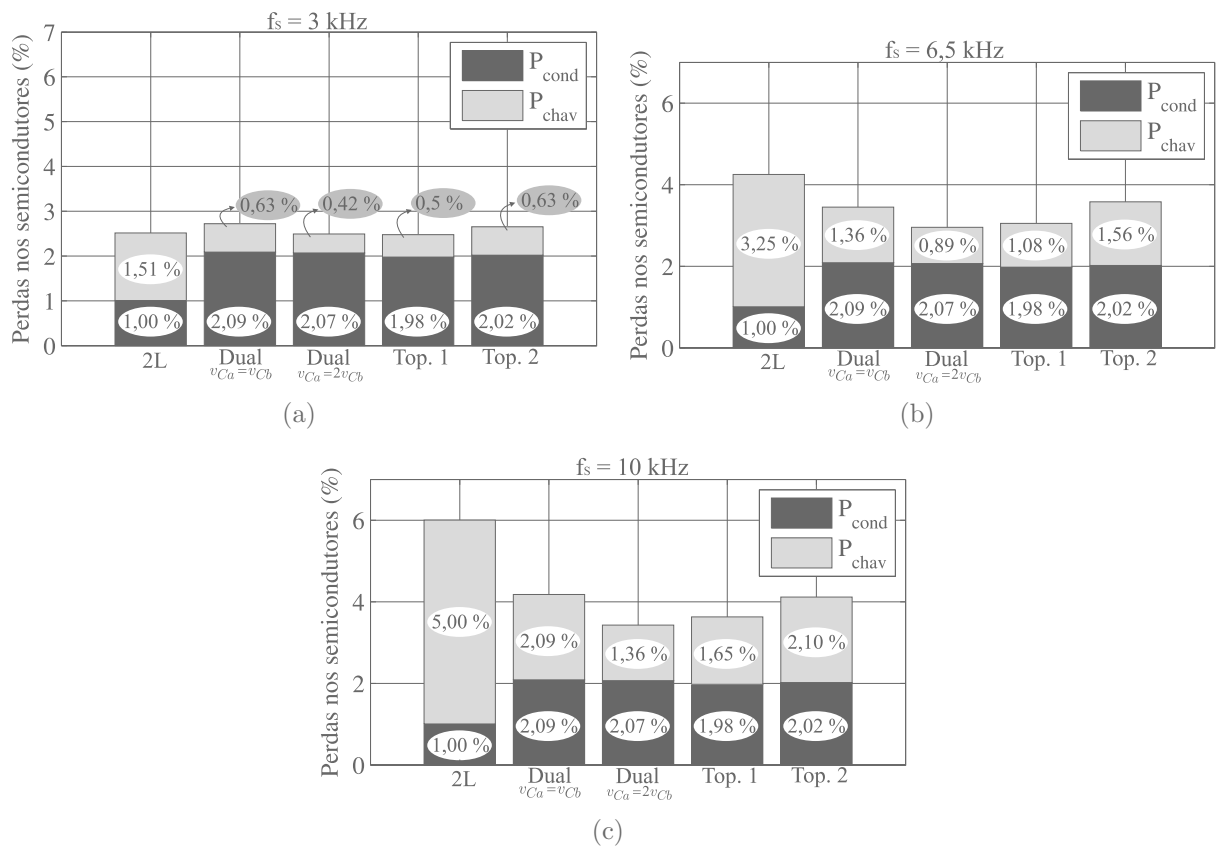 fs = 3 kHz
Perdas nos semicondutores (%)
7
6
5
4
3
2
1
0
Pcond
Pchav
0,63 %
0,42 %
0,5 %
0,63 %
1,51 %
1,00 %
2,09 %
2,07 %
1,98 %
2,02 %
2L
Dual
vCa=vCb
Dual
vCa=2vCb
Top. 1
Top. 2
(a)
fs = 6,5 kHz
Perdas nos semicondutores (%)
6
4
2
0
Pcond
Pchav
3,25 %
1,36 %
0,89 %
1,08 %
1,56 %
1,00 %
2,09 %
2,07 %
1,98 %
2,02 %
2L
Dual
vCa=vCb
Dual
vCa=2vCb
Top. 1
Top. 2
(b)
fs = 10 kHz
Perdas nos semicondutores (%)
6
4
2
0
Pcond
Pchav
5,00 %
2,09 %
1,36 %
1,65 %
2,10 %
1,00 %
2,09 %
2,07 %
1,98 %
2,02 %
2L
Dual
vCa=vCb
Dual
vCa=2vCb
Top. 1
Top. 2
(c)